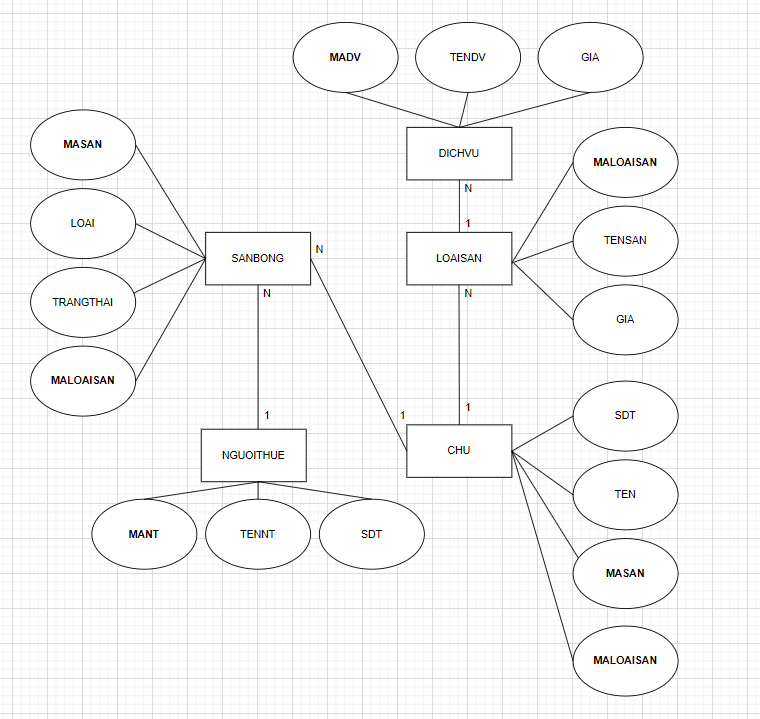 MADV
TENDV
GIA
MASAN
DICHVU
MALOAISAN
N
LOAI
1
TENSAN
N
SANBONG
LOAISAN
N
N
TRANGTHAI
GIA
MALOAISAN
1
1
1
SDT
NGUOITHUE
CHU
TEN
MANT
TENNT
SDT
MASAN
MALOAISAN